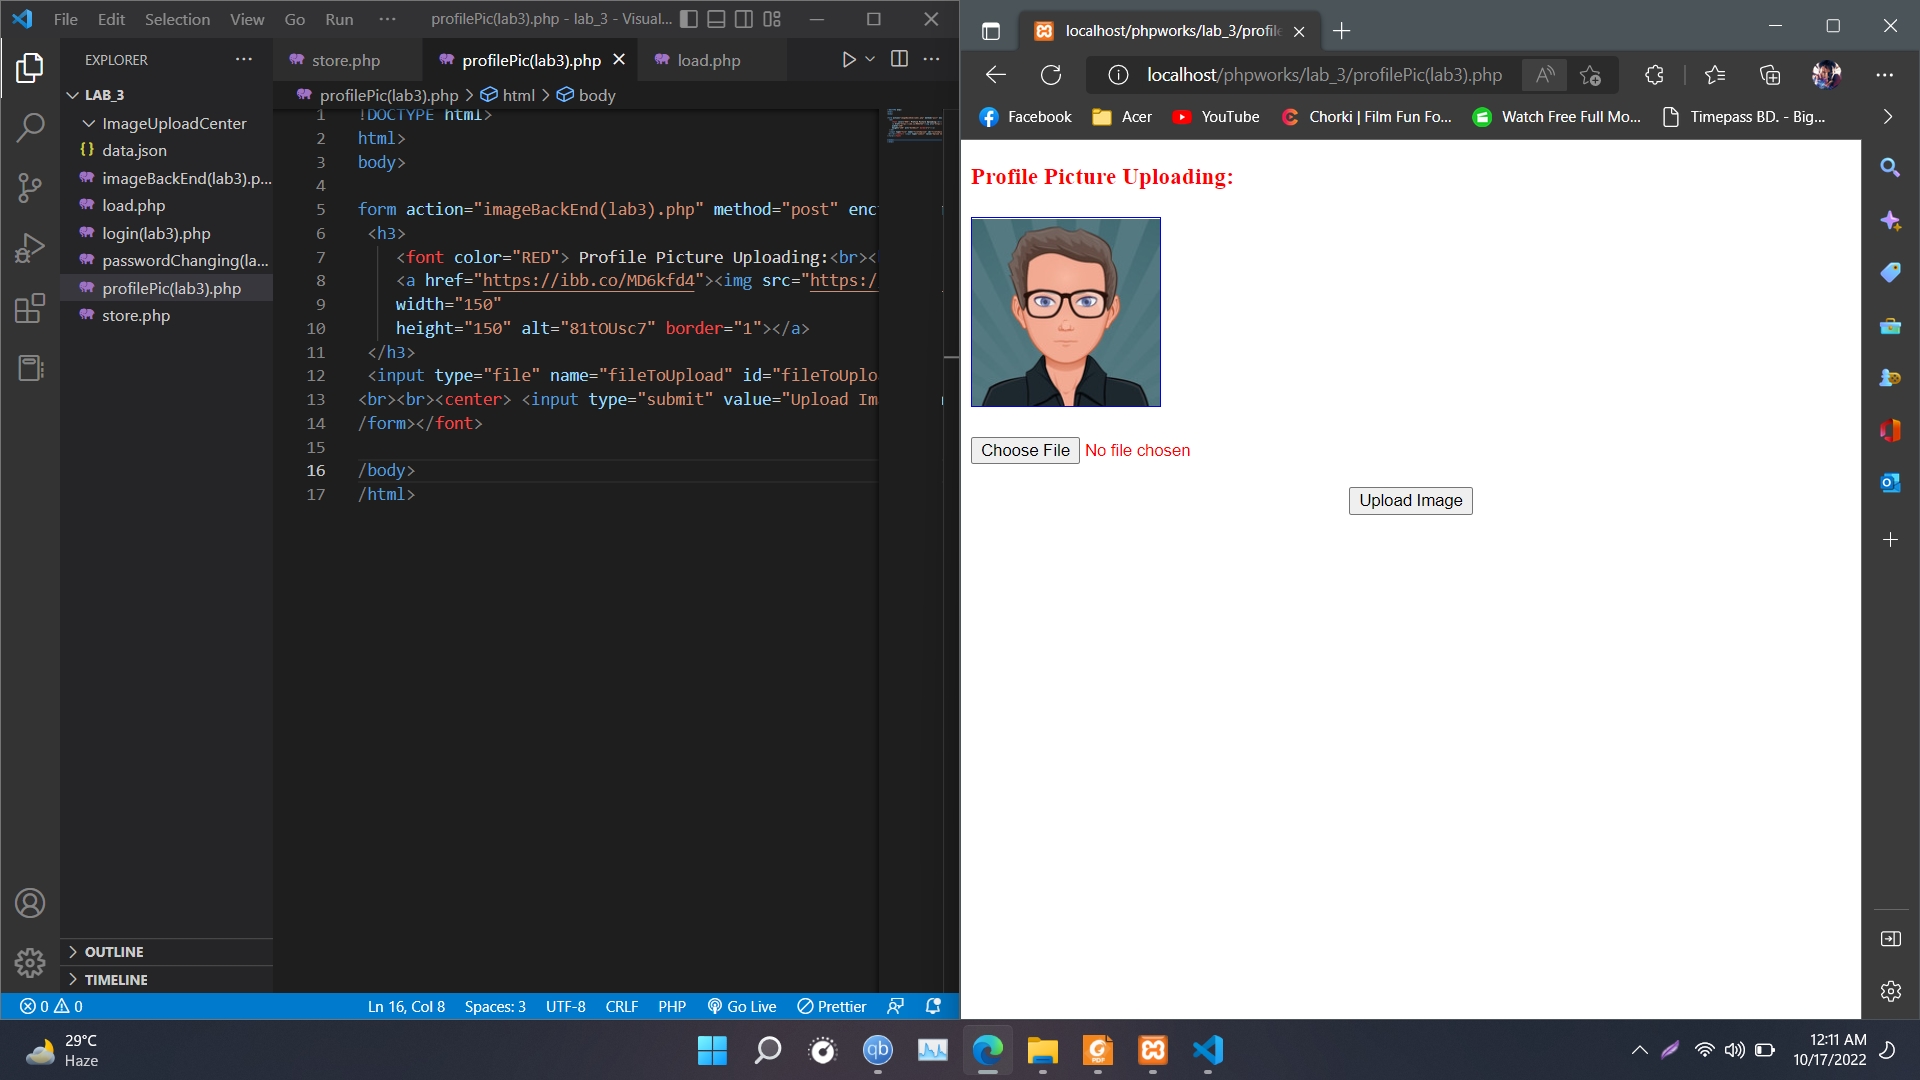 File Edit Selection View Go Run ··· profilePic(lab3).php - lab_3 - Visual...
EXPLORER
LAB_3
ImageUploadCenter
data.json
imageBackEnd(lab3).p...
load.php
login(lab3).php
passwordChanging(la...
profilePic(lab3).php
store.php
OUTLINE
TIMELINE
store.php profilePic(lab3).php load.php
profilePic(lab3).php > html > body
1 !DOCTYPE html>
2 html>
3 body>
4
5 form action="imageBackEnd(lab3).php" method="post" enc
6 <h3>
7 <font color="RED"> Profile Picture Uploading:<br><
8 <a href="https://ibb.co/MD6kfd4"><img src="https:/
9 width="150"
10 height="150" alt="81tOUsc7" border="1"></a>
11 </h3>
12 <input type="file" name="fileToUpload" id="fileToUplo
13 <br><br><center> <input type="submit" value="Upload Im
14 /form></font>
15
16 /body>
17 /html>
0 0 Ln 16, Col 8 Spaces: 3 UTF-8 CRLF PHP Go Live Prettier
localhost/phpworks/lab_3/profile
localhost/phpworks/lab_3/profilePic(lab3).php
Facebook Acer YouTube Chorki | Film Fun Fo... Watch Free Full Mo... Timepass BD. - Big...
Profile Picture Uploading:
Choose File No file chosen
Upload Image
29°C
Haze
12:11 AM
10/17/2022